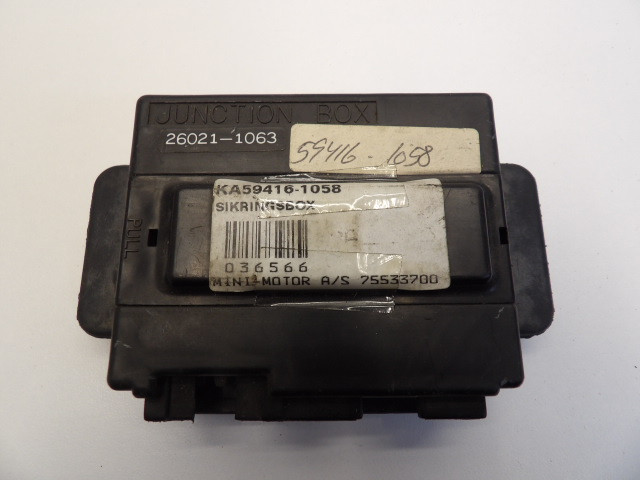 JUNCTION BOX
26021-1063
59416-1058
KA59416-1058
SIKRINGSBOX
036566
MINI-MOTOR A/S 75533700
PULL